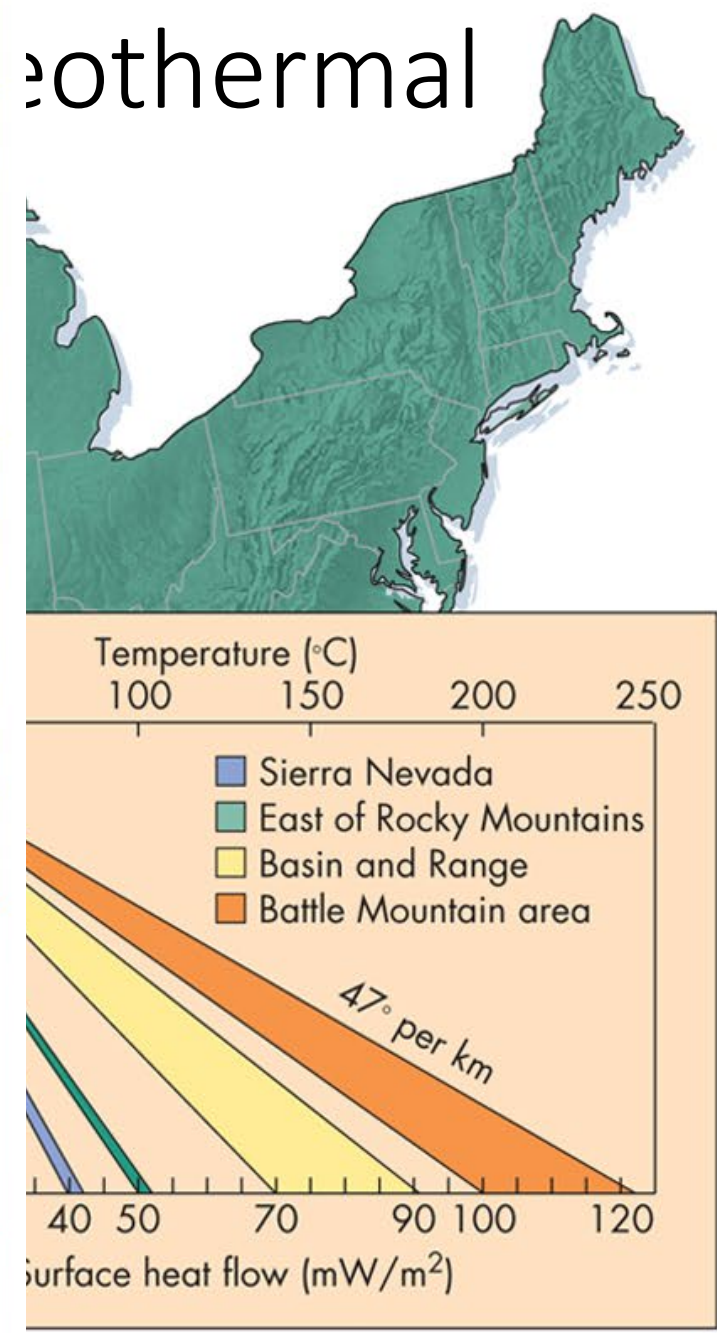 eothermal
Temperature (°C)
100 150 200 250
Sierra Nevada
East of Rocky Mountains
Basin and Range
Battle Mountain area
47° per km
40 50 70 90 100 120
Surface heat flow (mW/m²)